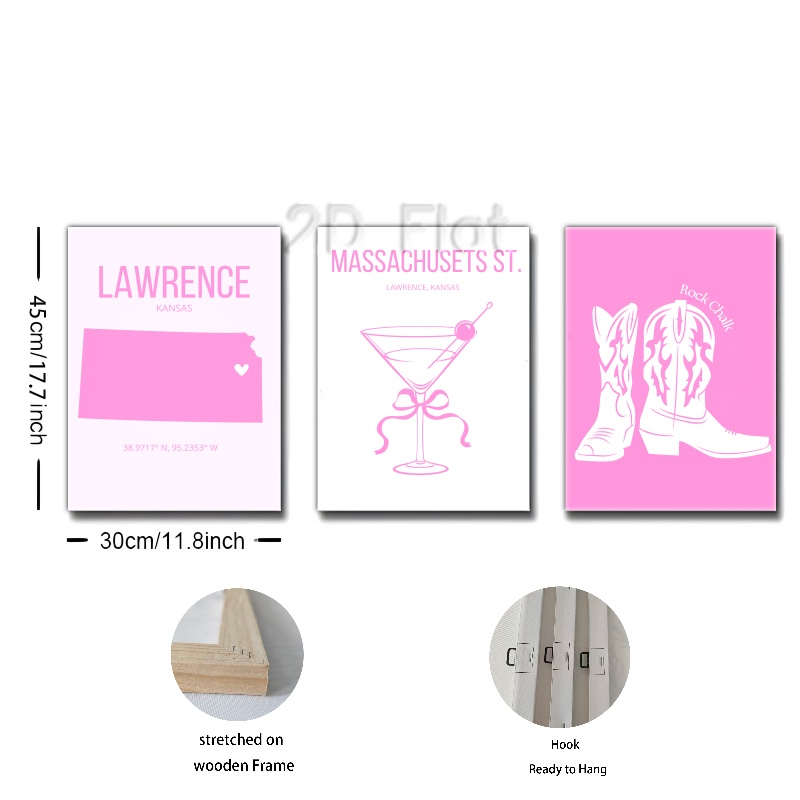 2D Flat
LAWRENCE
KANSAS
38.9717° N, 95.2353° W
MASSACHUSETS ST.
LAWRENCE, KANSAS
Rock Chalk
45cm/17.7inch
30cm/11.8inch
stretched on
wooden Frame
Hook
Ready to Hang